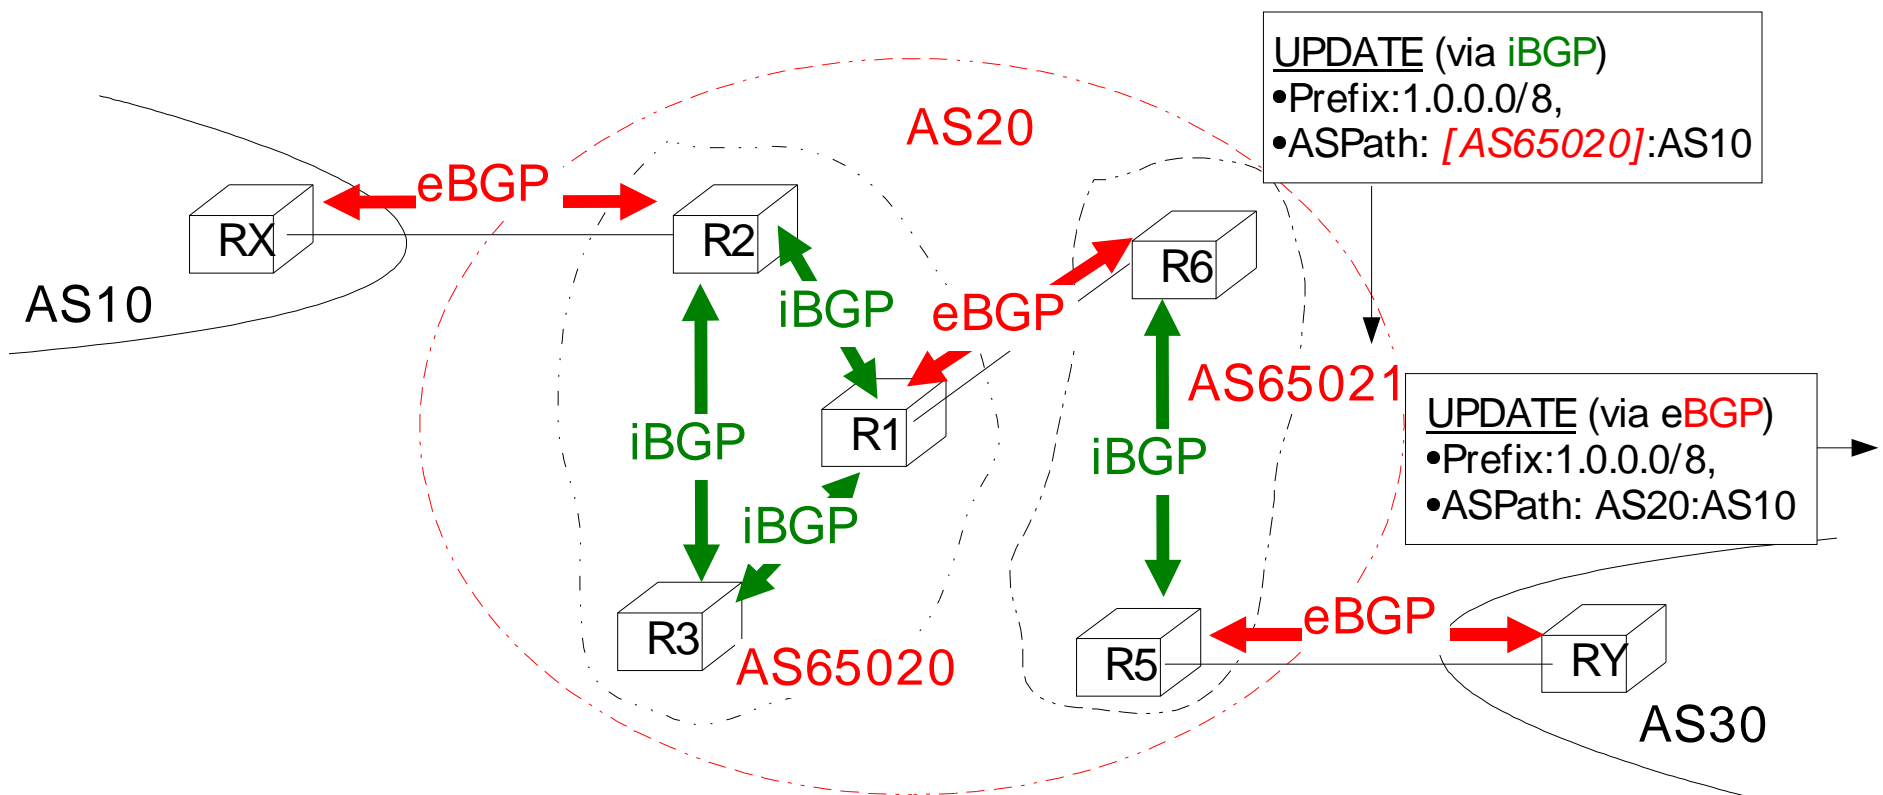 UPDATE (via iBGP)
•Prefix:1.0.0.0/8,
•ASPath: [AS65020]:AS10
AS20
eBGP
RX
R2
R6
AS10
iBGP
eBGP
AS65021
R1
iBGP
iBGP
UPDATE (via eBGP)
•Prefix:1.0.0.0/8,
•ASPath: AS20:AS10
iBGP
R3
AS65020
R5
eBGP
RY
AS30